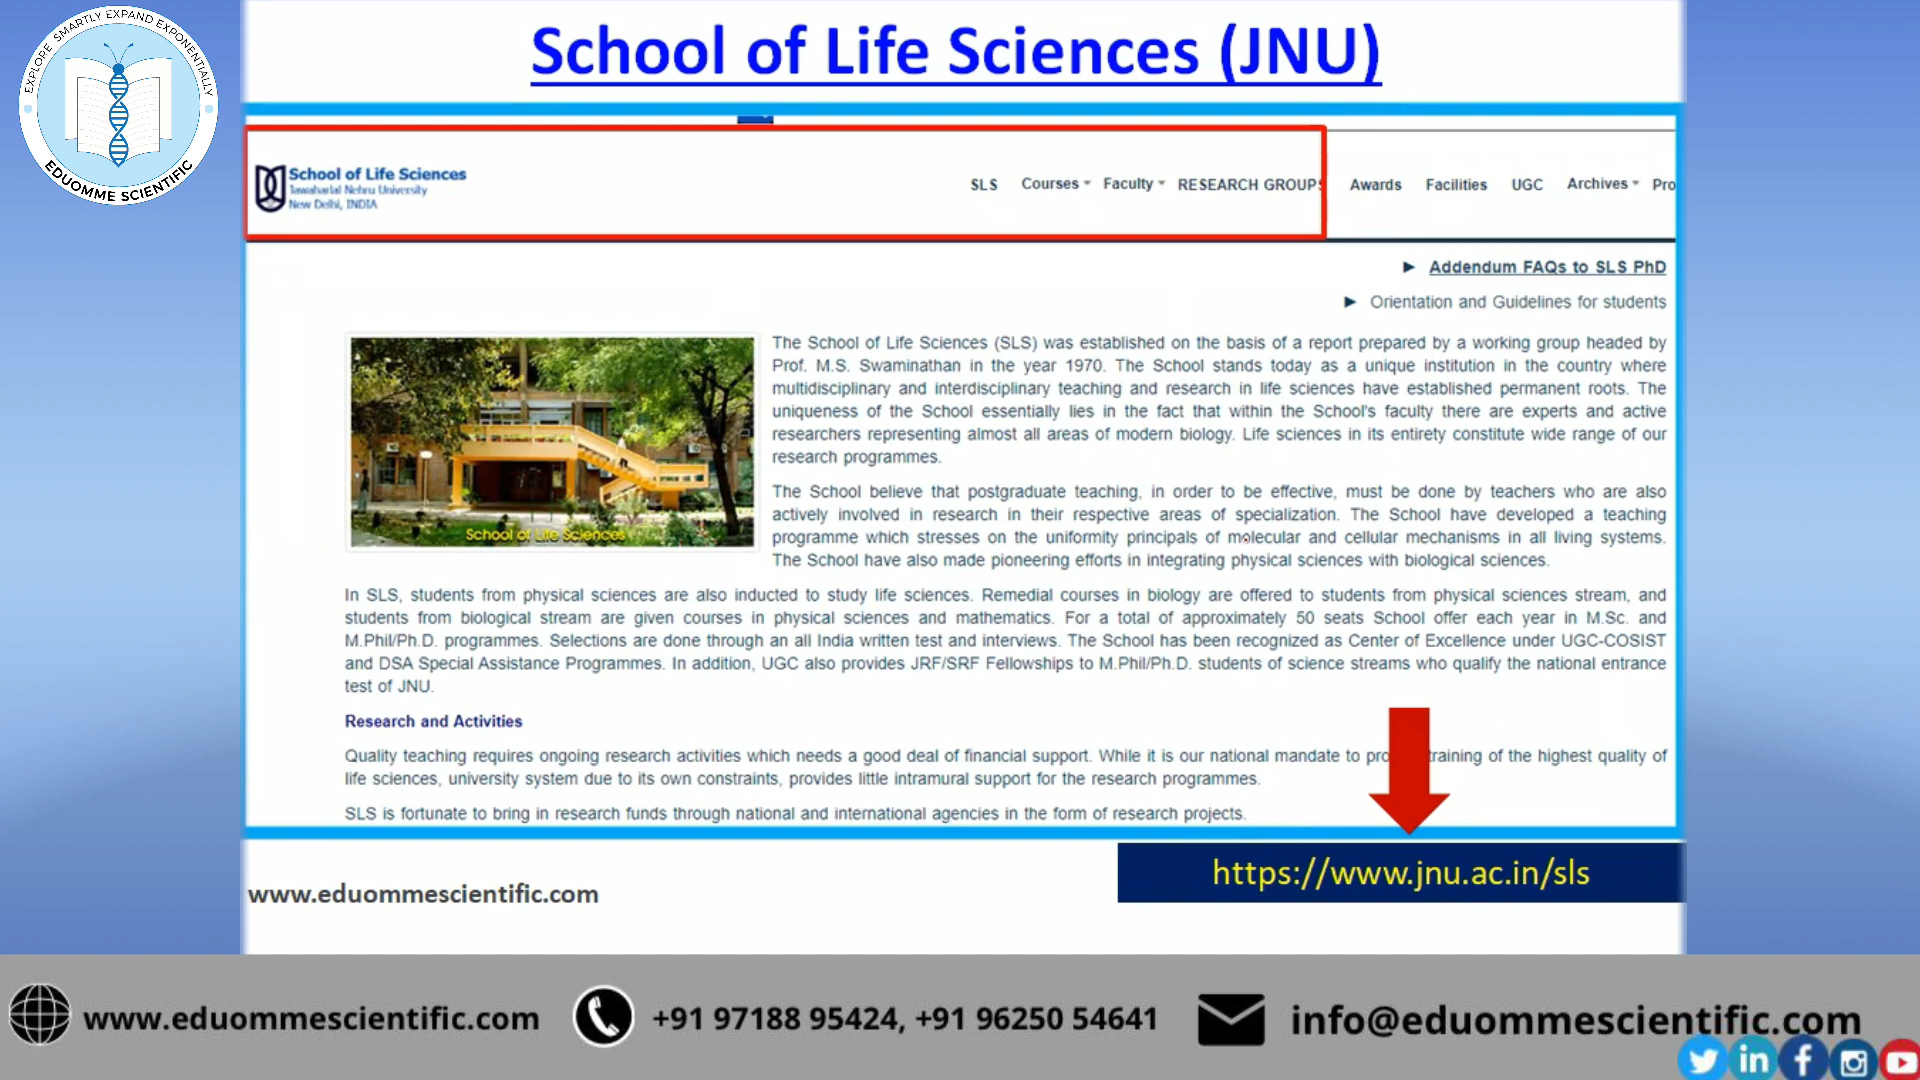 EXPLORE SMARTLY EXPAND EXPONENTIALLY
EDUOMME SCIENTIFIC
School of Life Sciences (JNU)
School of Life Sciences
Jawaharlal Nehru University
New Delhi, INDIA
SLS Courses Faculty RESEARCH GROUPS Awards Facilities UGC Archives Pro
Addendum FAQs to SLS PhD
Orientation and Guidelines for students
The School of Life Sciences (SLS) was established on the basis of a report prepared by a working group headed by
Prof. M.S. Swaminathan in the year 1970. The School stands today as a unique institution in the country where
multidisciplinary and interdisciplinary teaching and research in life sciences have established permanent roots. The
uniqueness of the School essentially lies in the fact that within the School's faculty there are experts and active
researchers representing almost all areas of modern biology. Life sciences in its entirety constitute wide range of our
research programmes.
The School believe that postgraduate teaching, in order to be effective, must be done by teachers who are also
actively involved in research in their respective areas of specialization. The School have developed a teaching
programme which stresses on the uniformity principals of molecular and cellular mechanisms in all living systems.
The School have also made pioneering efforts in integrating physical sciences with biological sciences.
School of Life Sciences
In SLS, students from physical sciences are also inducted to study life sciences. Remedial courses in biology are offered to students from physical sciences stream, and
students from biological stream are given courses in physical sciences and mathematics. For a total of approximately 50 seats School offer each year in M.Sc. and
M.Phil/Ph.D. programmes. Selections are done through an all India written test and interviews. The School has been recognized as Center of Excellence under UGC-COSIST
and DSA Special Assistance Programmes. In addition, UGC also provides JRF/SRF Fellowships to M.Phil/Ph.D. students of science streams who qualify the national entrance
test of JNU.
Research and Activities
Quality teaching requires ongoing research activities which needs a good deal of financial support. While it is our national mandate to pro training of the highest quality of
life sciences, university system due to its own constraints, provides little intramural support for the research programmes.
SLS is fortunate to bring in research funds through national and international agencies in the form of research projects.
https://www.jnu.ac.in/sls
www.eduommescientific.com
www.eduommescientific.com +91 97188 95424, +91 96250 54641 info@eduommescientific.com